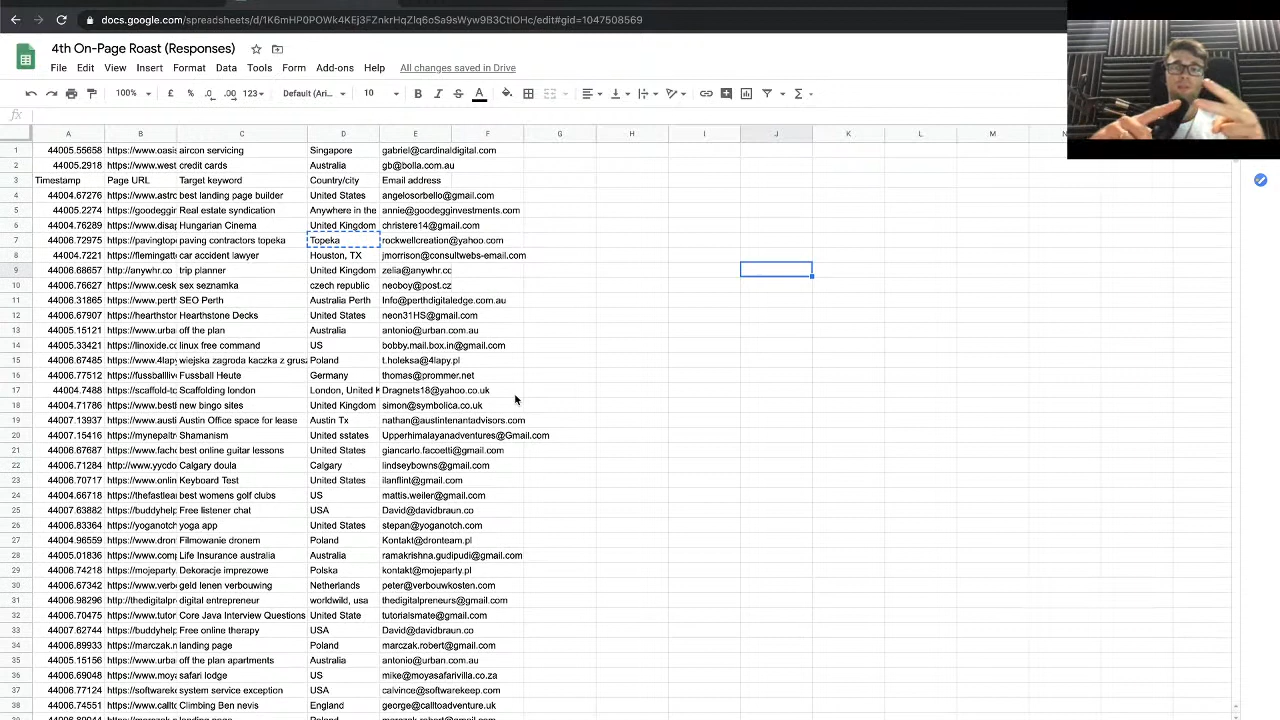 docs.google.com/spreadsheets/d/1K6mHP0POWk4KEj3FZnkrHqZlq6oSa9sWyw9B3CtIOHc/edit#gid=1047508569
4th On-Page Roast (Responses)
File Edit View Insert Format Data Tools Form Add-ons Help All changes saved in Drive
100% £ % .0 .00 123 Default (Ari... 10 B I S A
fx
A B C D E F G H I J K L M N
1 44005.55658 https://www.oasis aircon servicing Singapore gabriel@cardinaldigital.com
2 44005.2918 https://www.west credit cards Australia gb@bolla.com.au
3 Timestamp Page URL Target keyword Country/city Email address
4 44004.67276 https://www.astro best landing page builder United States angelosorbello@gmail.com
5 44005.2274 https://goodeggir Real estate syndication Anywhere in the annie@goodegginvestments.com
6 44004.76289 https://www.disap Hungarian Cinema United Kingdom christere14@gmail.com
7 44006.72975 https://pavingtop paving contractors topeka Topeka rockwellcreation@yahoo.com
8 44004.7221 https://flemingatt car accident lawyer Houston, TX jmorrison@consultwebs-email.com
9 44006.68657 http://anywhr.co trip planner United Kingdom zelia@anywhr.cc
10 44006.76627 https://www.cesk sex seznamka czech republic neoboy@post.cz
11 44006.31865 https://www.perth SEO Perth Australia Perth Info@perthdigitaledge.com.au
12 44006.67907 https://hearthstor Hearthstone Decks United States neon31HS@gmail.com
13 44005.15121 https://www.urba off the plan Australia antonio@urban.com.au
14 44005.33421 https://linoxide.cc linux free command US bobby.mail.box.in@gmail.com
15 44006.67485 https://www.4lapy wiejska zagroda kaczka z grusz Poland t.holeksa@4lapy.pl
16 44006.77512 https://fussballliv Fussball Heute Germany thomas@prommer.net
17 44004.7488 https://scaffold-tc Scaffolding london London, United K Dragnets18@yahoo.co.uk
18 44004.71786 https://www.bestl new bingo sites United Kingdom simon@symbolica.co.uk
19 44007.13937 https://www.austi Austin Office space for lease Austin Tx nathan@austintenantadvisors.com
20 44007.15416 https://mynepaltr Shamanism United sstates Upperhimalayanadventures@Gmail.com
21 44006.67687 https://www.fach best online guitar lessons United States giancarlo.facoetti@gmail.com
22 44006.71284 http://www.yycdo Calgary doula Calgary lindseybowns@gmail.com
23 44006.70717 https://www.onlin Keyboard Test United States ilanflint@gmail.com
24 44004.66718 https://thefastlea best womens golf clubs US mattis.weiler@gmail.com
25 44007.63882 https://buddyhelp Free listener chat USA David@davidbraun.co
26 44006.83364 https://yoganotch yoga app United States stepan@yoganotch.com
27 44004.96559 https://www.dron Filmowanie dronem Poland Kontakt@dronteam.pl
28 44005.01836 https://www.com Life Insurance australia Australia ramakrishna.gudipudi@gmail.com
29 44006.74218 https://mojeparty. Dekoracje imprezowe Polska kontakt@mojeparty.pl
30 44006.67342 https://www.verb geld lenen verbouwing Netherlands peter@verbouwkosten.com
31 44006.98296 http://thedigitalpr digital entrepreneur worldwild, usa thedigitalpreneurs@gmail.com
32 44006.70475 https://www.tutor Core Java Interview Questions United State tutorialsmate@gmail.com
33 44007.62744 https://buddyhelp Free online therapy USA David@davidbraun.co
34 44006.89933 https://marczak.n landing page Poland marczak.robert@gmail.com
35 44005.15156 https://www.urba off the plan apartments Australia antonio@urban.com.au
36 44006.69048 https://www.moya safari lodge US mike@moyasafarivilla.co.za
37 44006.77124 https://softwarek system service exception USA calvince@softwarekeep.com
38 44006.74551 https://www.callt Climbing Ben nevis England george@calltoadventure.uk